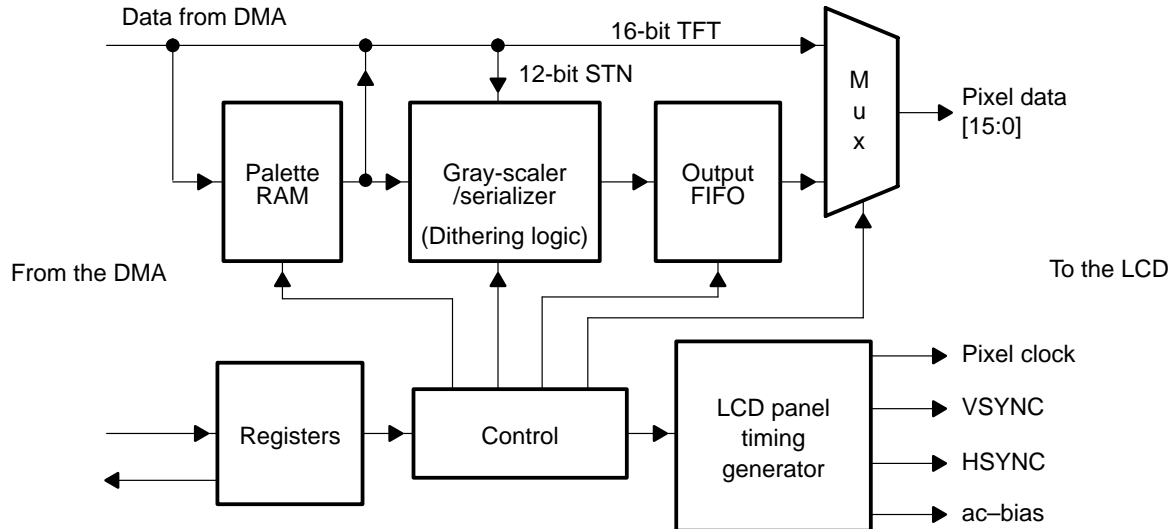 Data from DMA
16-bit TFT
12-bit STN
M
u
x
Pixel data
[15:0]
Palette
RAM
Gray-scaler
/serializer
(Dithering logic)
Output
FIFO
From the DMA
To the LCD
Registers
Control
LCD panel
timing
generator
Pixel clock
VSYNC
HSYNC
ac–bias